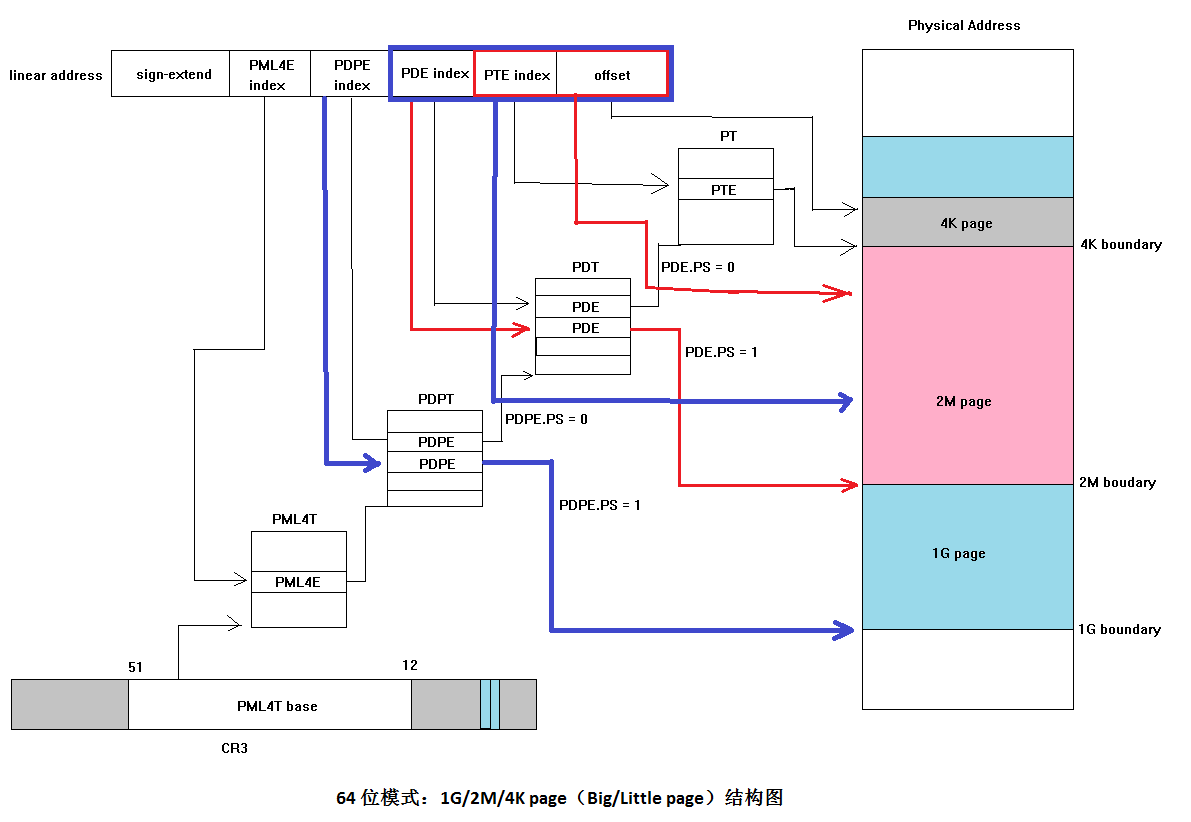 Physical Address
linear address
sign-extend
PML4E
index
PDPE
index
PDE index
PTE index
offset
PT
PTE
4K page
4K boundary
PDE.PS = 0
PDT
PDE
PDE
PDE.PS = 1
2M page
PDPT
PDPE.PS = 0
PDPE
PDPE
2M boudary
PDPE.PS = 1
PML4T
1G page
PML4E
1G boundary
51
12
PML4T base
CR3
64 位模式：1G/2M/4K page（Big/Little page）结构图